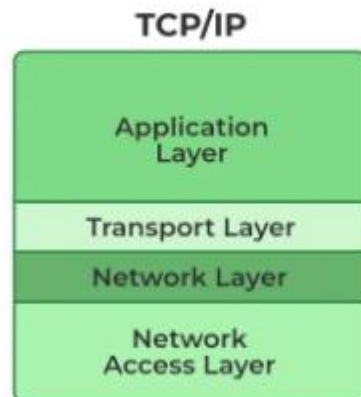 TCP/IP
Application
Layer
Transport Layer
Network Layer
Network
Access Layer